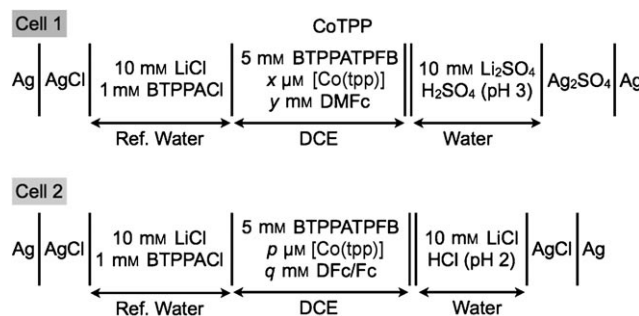 Cell 1
CoTPP
Ag AgCl
10 mM LiCl
1 mM BTPPACl
5 mM BTPPATPFB
x µM [Co(tpp)]
y mM DMFc
10 mM Li₂SO₄
H₂SO₄ (pH 3)
Ag₂SO₄ Ag
Ref. Water
DCE
Water
Cell 2
Ag AgCl
10 mM LiCl
1 mM BTPPACl
5 mM BTPPATPFB
p µM [Co(tpp)]
q mM DFc/Fc
10 mM LiCl
HCl (pH 2)
AgCl Ag
Ref. Water
DCE
Water